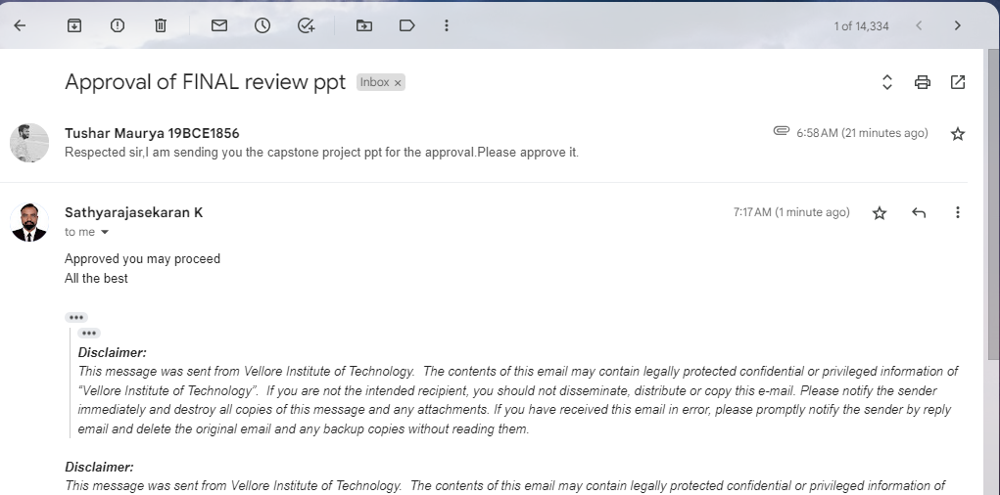 1 of 14,334
Approval of FINAL review ppt Inbox ×
Tushar Maurya 19BCE1856 6:58 AM (21 minutes ago)
Respected sir,I am sending you the capstone project ppt for the approval.Please approve it.
Sathyarajasekaran K 7:17 AM (1 minute ago)
to me
Approved you may proceed
All the best
Disclaimer:
This message was sent from Vellore Institute of Technology.  The contents of this email may contain legally protected confidential or privileged information of
“Vellore Institute of Technology”.  If you are not the intended recipient, you should not disseminate, distribute or copy this e-mail. Please notify the sender
immediately and destroy all copies of this message and any attachments. If you have received this email in error, please promptly notify the sender by reply
email and delete the original email and any backup copies without reading them.
Disclaimer:
This message was sent from Vellore Institute of Technology.  The contents of this email may contain legally protected confidential or privileged information of